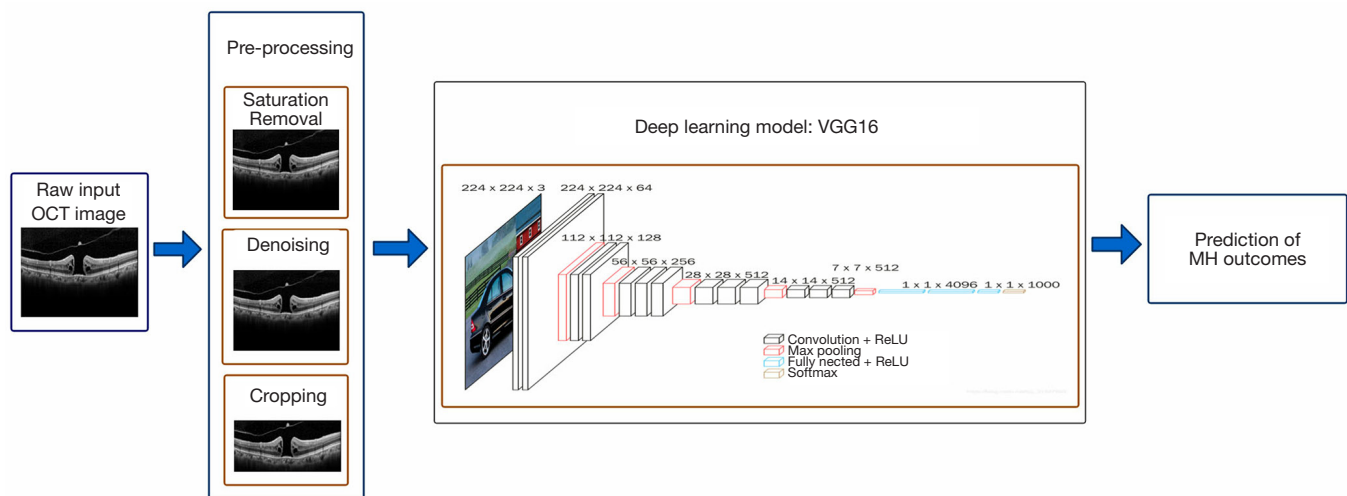 Raw input
OCT image
Pre-processing
Saturation
Removal
Denoising
Cropping
Deep learning model: VGG16
224 x 224 x 3
224 x 224 x 64
112 x 112 x 128
56 x 56 x 256
28 x 28 x 512
14 x 14 x 512
7 x 7 x 512
1 x 1 x 4096
1 x 1 x 1000
Convolution + ReLU
Max pooling
Fully nected + ReLU
Softmax
Prediction of
MH outcomes